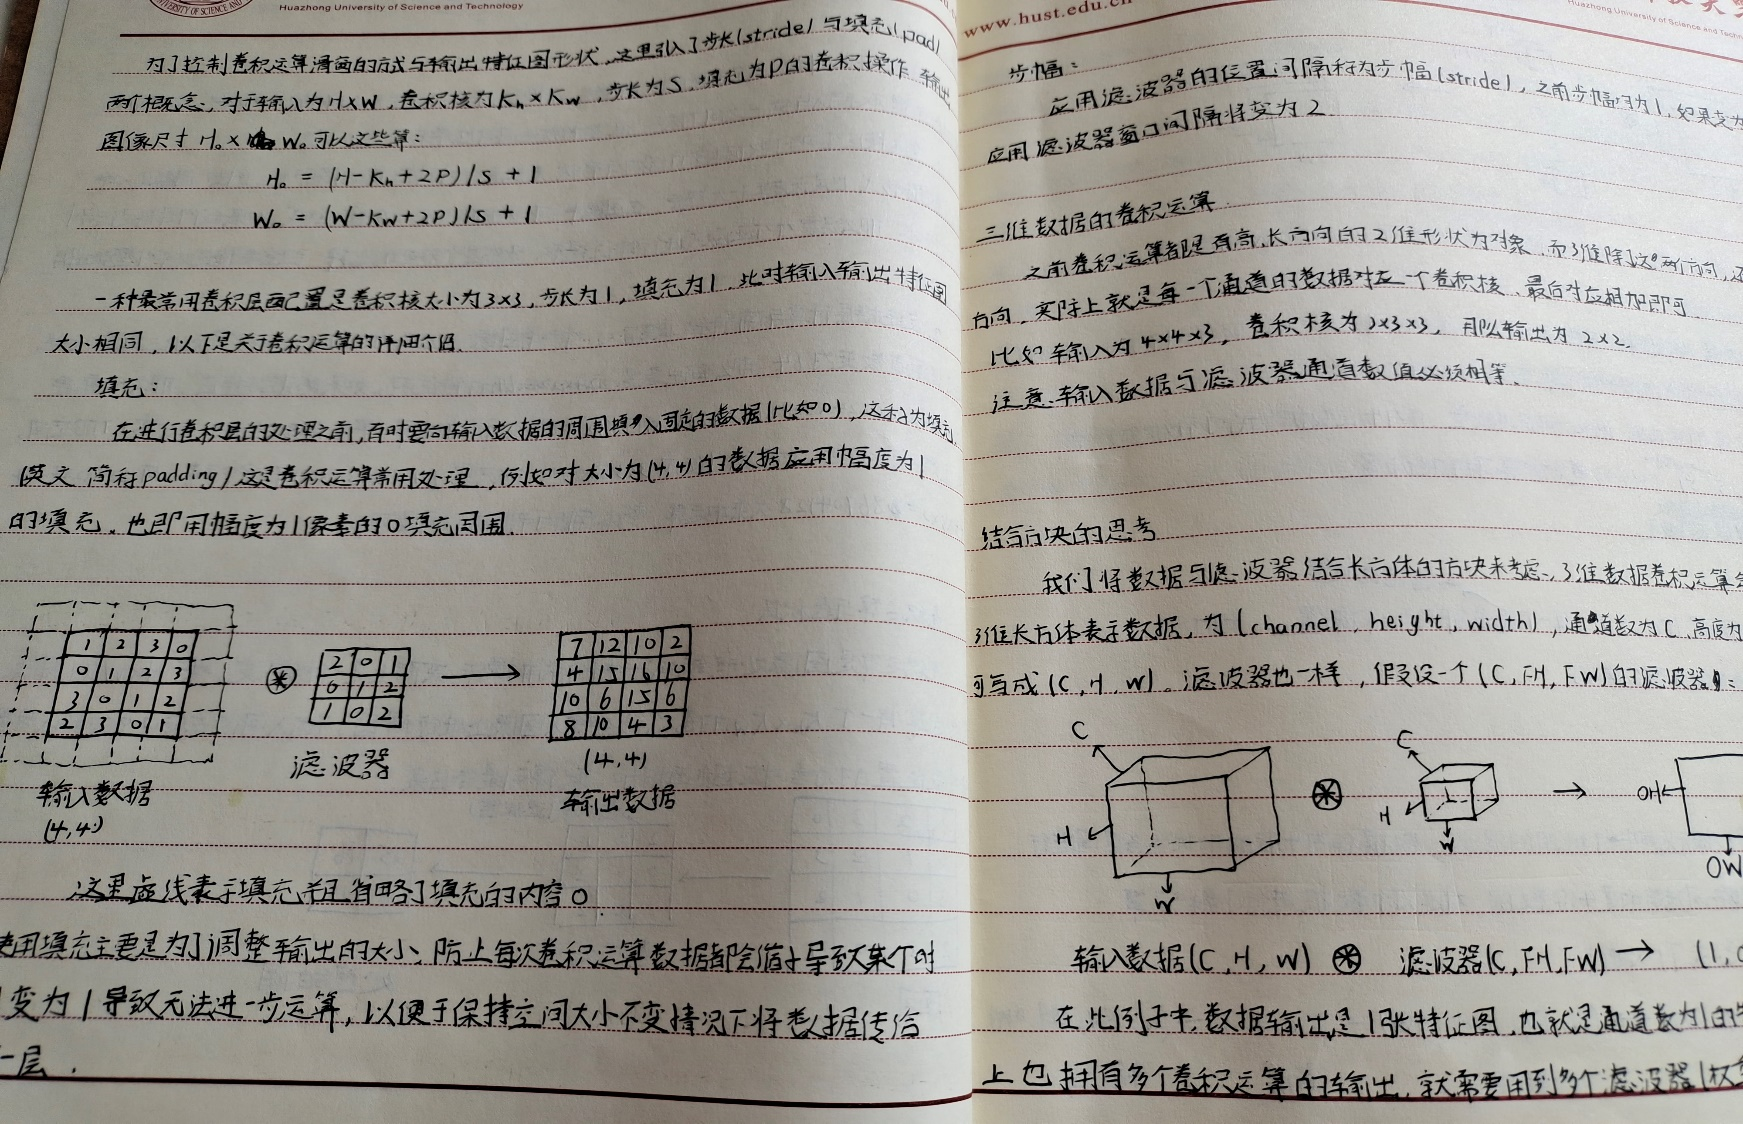 UNIVERSITY OF SCIENCE AND
Huazhong University of Science and Technology
为了控制卷积运算滑窗的方式与输出特征图形状,这里引入了步长(stride)与填充(pad)
两个概念,对于输入为H×W,卷积核为Kh×Kw,步长为S,填充为P的卷积操作,输出
图像尺寸Ho×Wo可以这些算:
Ho = (H-Kh+2P)/S + 1
Wo = (W-Kw+2P)/S + 1
一种最常用卷积层配置是卷积核大小为3×3,步长为1,填充为1,此时输入输出特征图
大小相同,以下是关于卷积运算的详细介绍.
填充:
在进行卷积层的处理之前,有时要向输入数据的周围填入固定的数据(比如0),这称为填充
(英文简称padding)这是卷积运算常用处理,例如对大小为(4,4)的数据应用幅度为1
的填充,也即用幅度为1像素的0填充周围.
1 2 3 0
0 1 2 3
3 0 1 2
2 3 0 1
输入数据
(4,4)
⊛
2 0 1
0 1 2
1 0 2
滤波器
7 12 10 2
4 15 16 10
10 6 15 6
8 10 4 3
(4,4)
输出数据
这里虚线表示填充,并且省略了填充的内容0.
使用填充主要是为了调整输出的大小、防止每次卷积运算数据都会缩小导致某个时
变为1导致无法进一步运算,以便于保持空间大小不变情况下将数据传给
一层.
www.hust.edu.cn
Huazhong University of Science and Tech
步幅:
应用滤波器的位置间隔称为步幅(stride),之前步幅均为1,如果变为
应用滤波器窗口间隔将变为2.
三维数据的卷积运算
之前卷积运算都是有高、长方向的2维形状为对象,而3维除了这两个方向,还
方向,实际上就是每一个通道的数据对应一个卷积核,最后对应相加即可.
比如输入为4×4×3,卷积核为3×3×3,那么输出为2×2.
注意:输入数据与滤波器通道数值必须相等.
结合方块的思考
我们将数据与滤波器结合长方体的方块来考虑,3维数据卷积运算
3维长方体表示数据,为(channel,height,width),通道数为C,高度为
可写成(C,H,W)。滤波器也一样,假设一个(C,FH,FW)的滤波器:
C
H
W
⊛
C
H
W
→
OH
OW
输入数据(C,H,W) ⊛ 滤波器(C,FH,FW) → (1,
在此例子中,数据输出是1张特征图,也就是通道数为1的
上也拥有多个卷积运算的输出,就需要用到多个滤波器(权